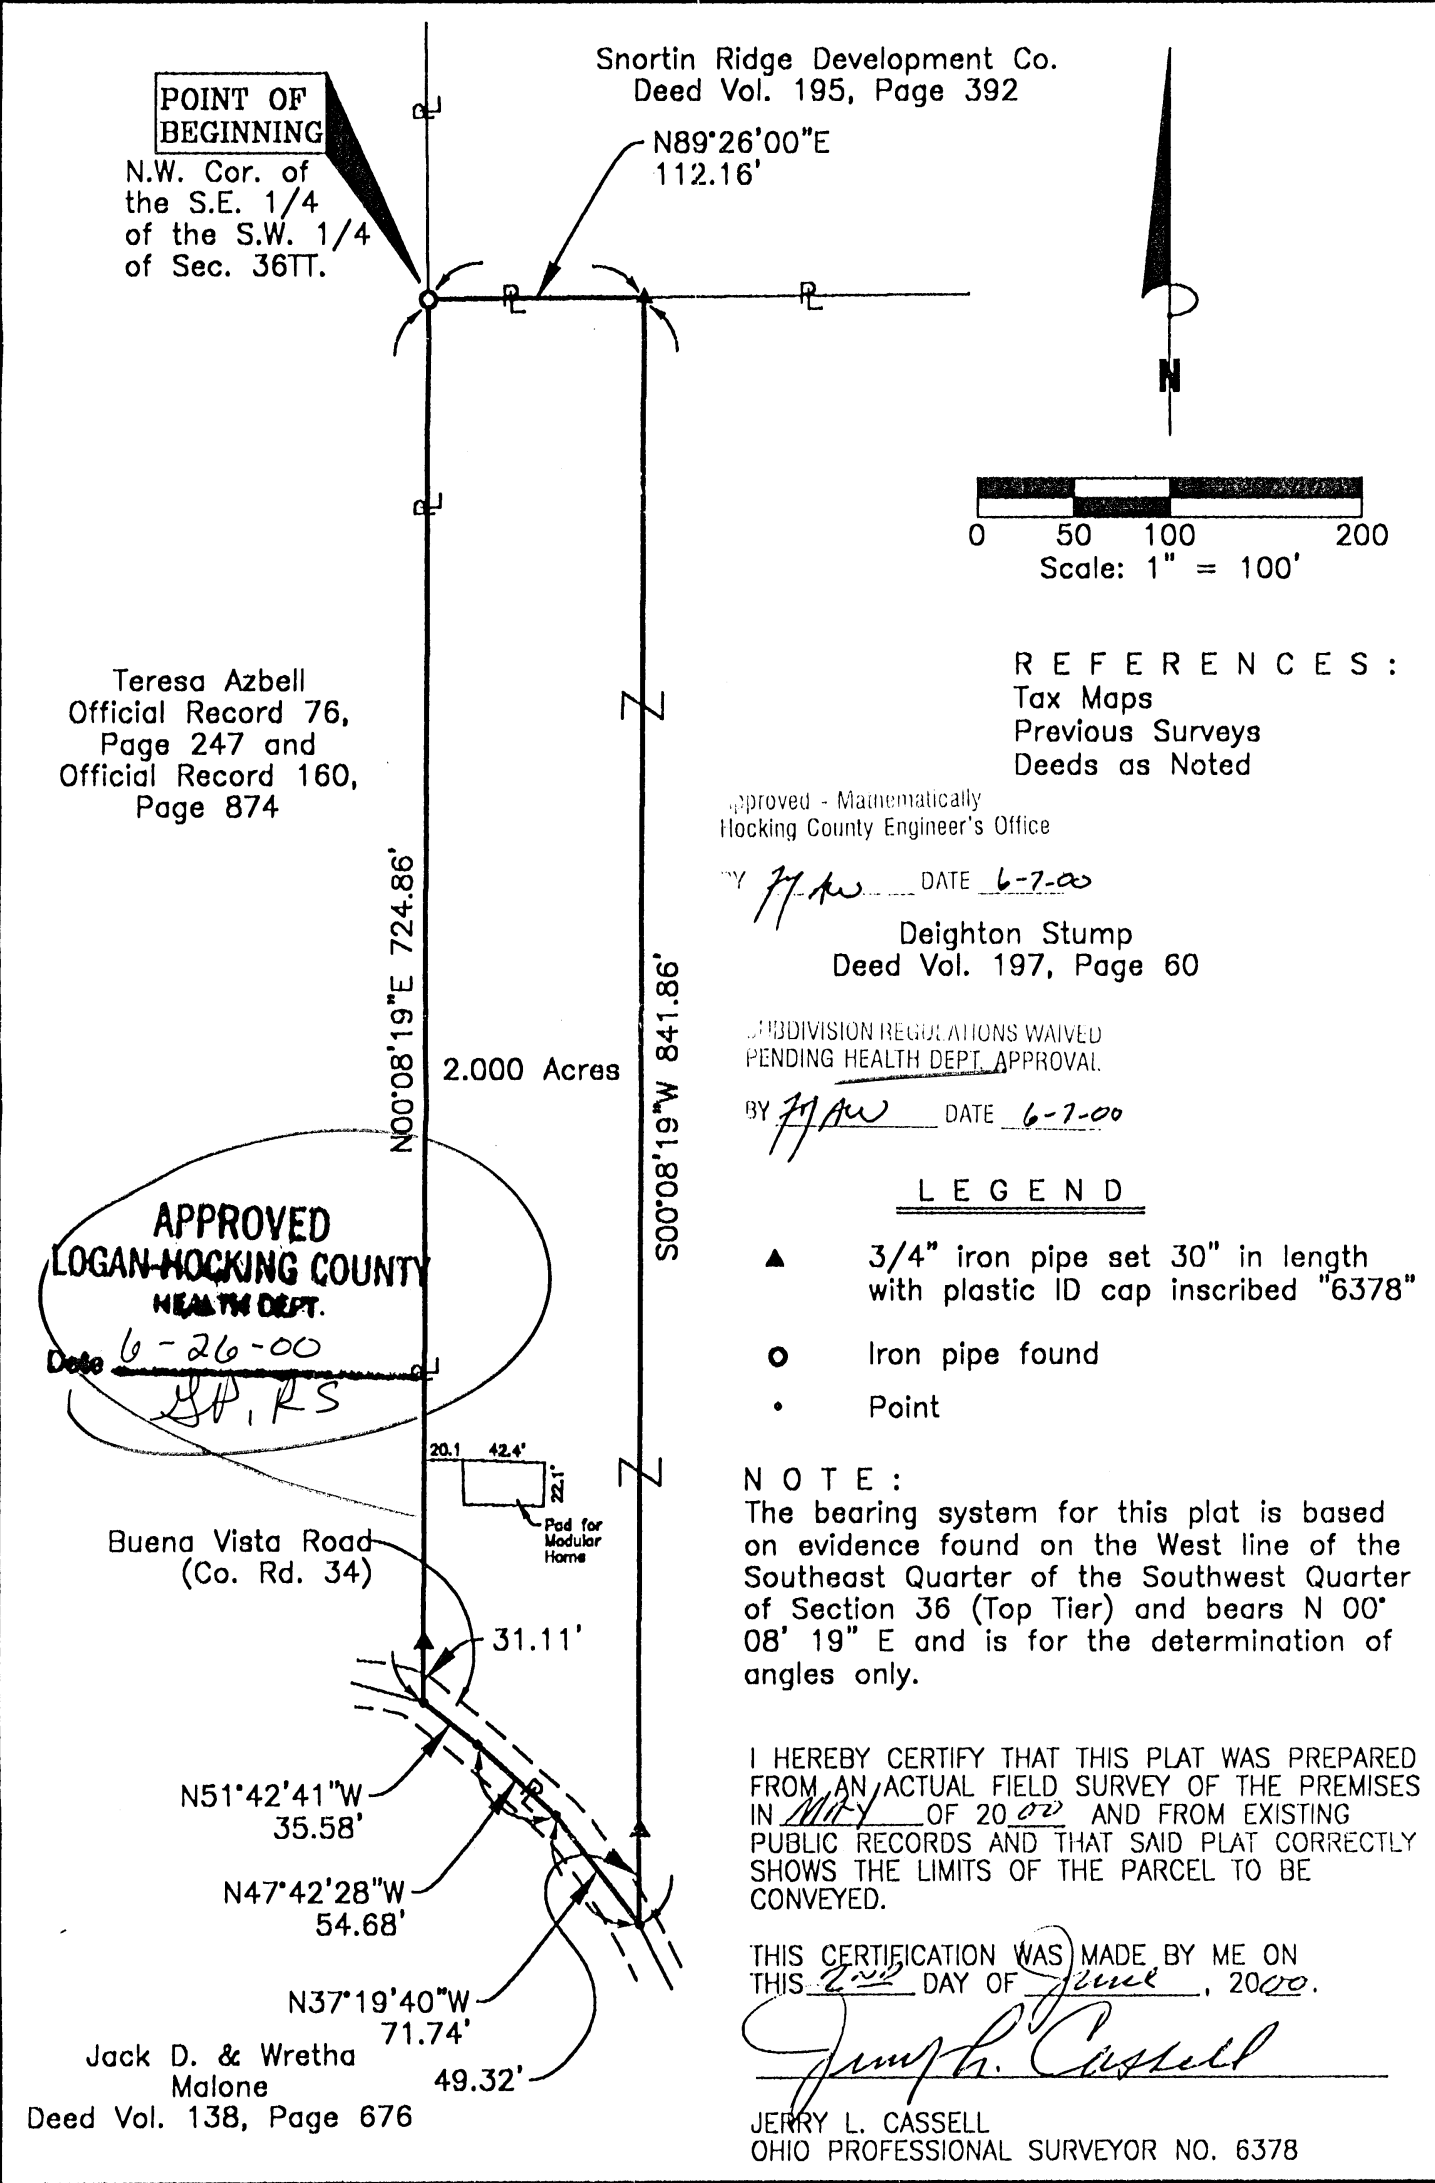 Snortin Ridge Development Co.
Deed Vol. 195, Page 392
POINT OF
BEGINNING
N.W. Cor. of
the S.E. 1/4
of the S.W. 1/4
of Sec. 36TT.
N89°26'00"E
112.16'
N
0 50 100 200
Scale: 1" = 100'
REFERENCES:
Tax Maps
Previous Surveys
Deeds as Noted
Teresa Azbell
Official Record 76,
Page 247 and
Official Record 160,
Page 874
pproved - Mathematically
Hocking County Engineer's Office
BY DATE 6-7-00
Deighton Stump
Deed Vol. 197, Page 60
N00°08'19"E 724.86'
S00°08'19"W 841.86'
2.000 Acres
SUBDIVISION REGULATIONS WAIVED
PENDING HEALTH DEPT. APPROVAL
BY DATE 6-7-00
APPROVED
LOGAN-HOCKING COUNTY
HEALTH DEPT.
Date 6-26-00
RS
LEGEND
3/4" iron pipe set 30" in length
with plastic ID cap inscribed "6378"
Iron pipe found
Point
20.1 42.4'
22.1'
Pad for
Modular
Home
Buena Vista Road
(Co. Rd. 34)
31.11'
N51°42'41"W
35.58'
N47°42'28"W
54.68'
N37°19'40"W
71.74'
49.32'
Jack D. & Wretha
Malone
Deed Vol. 138, Page 676
NOTE:
The bearing system for this plat is based
on evidence found on the West line of the
Southeast Quarter of the Southwest Quarter
of Section 36 (Top Tier) and bears N 00°
08' 19" E and is for the determination of
angles only.
I HEREBY CERTIFY THAT THIS PLAT WAS PREPARED
FROM AN ACTUAL FIELD SURVEY OF THE PREMISES
IN MAY OF 2000 AND FROM EXISTING
PUBLIC RECORDS AND THAT SAID PLAT CORRECTLY
SHOWS THE LIMITS OF THE PARCEL TO BE
CONVEYED.
THIS CERTIFICATION WAS MADE BY ME ON
THIS 2ND DAY OF June, 2000.
Jerry L. Cassell
JERRY L. CASSELL
OHIO PROFESSIONAL SURVEYOR NO. 6378